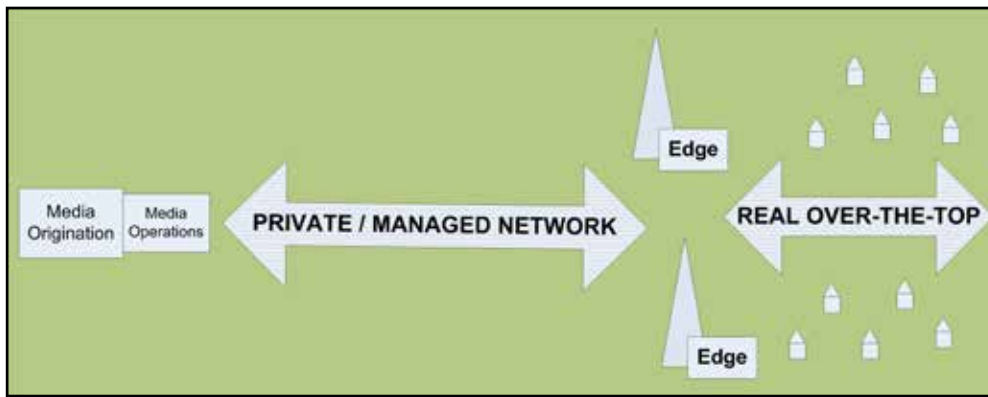 Media
Origination
Media
Operations
PRIVATE / MANAGED NETWORK
Edge
REAL OVER-THE-TOP
Edge